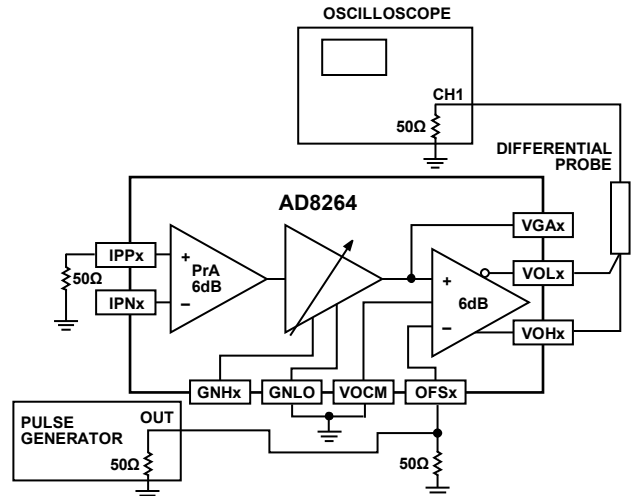 OSCILLOSCOPE
CH1
50Ω
DIFFERENTIAL
PROBE
AD8264
VGAx
IPPx
+
PrA
6dB
+
6dB
VOLx
50Ω
IPNx
–
–
VOHx
GNHx
GNLO
VOCM
OFSx
PULSE
GENERATOR
OUT
50Ω
50Ω